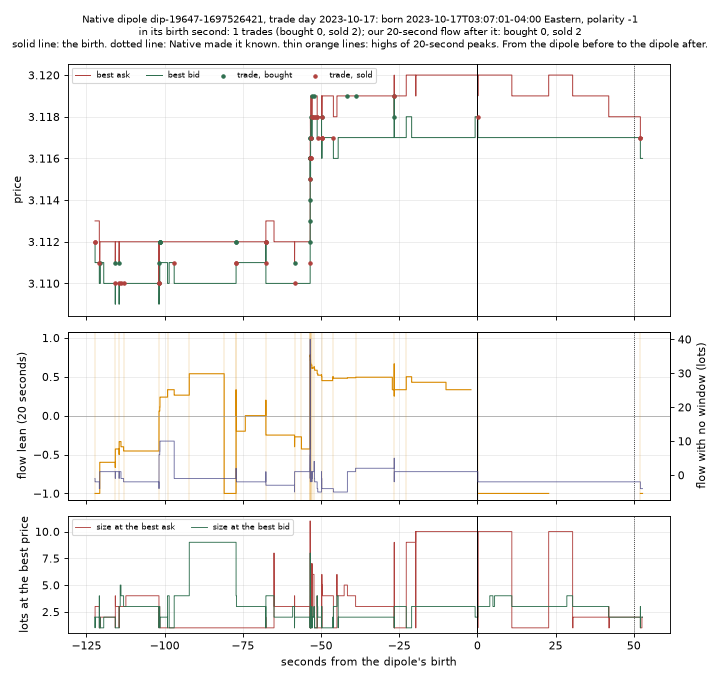 Native dipole dip-19647-1697526421, trade day 2023-10-17: born 2023-10-17T03:07:01-04:00 Eastern, polarity -1
in its birth second: 1 trades (bought 0, sold 2); our 20-second flow after it: bought 0, sold 2
solid line: the birth. dotted line: Native made it known. thin orange lines: highs of 20-second peaks. From the dipole before to the dipole after.
best ask
best bid
trade, bought
trade, sold
3.120
3.118
3.116
3.114
3.112
3.110
price
1.0
0.5
0.0
−0.5
−1.0
flow lean (20 seconds)
40
30
20
10
0
flow with no window (lots)
size at the best ask
size at the best bid
10.0
7.5
5.0
2.5
lots at the best price
−125
−100
−75
−50
−25
0
25
50
seconds from the dipole's birth